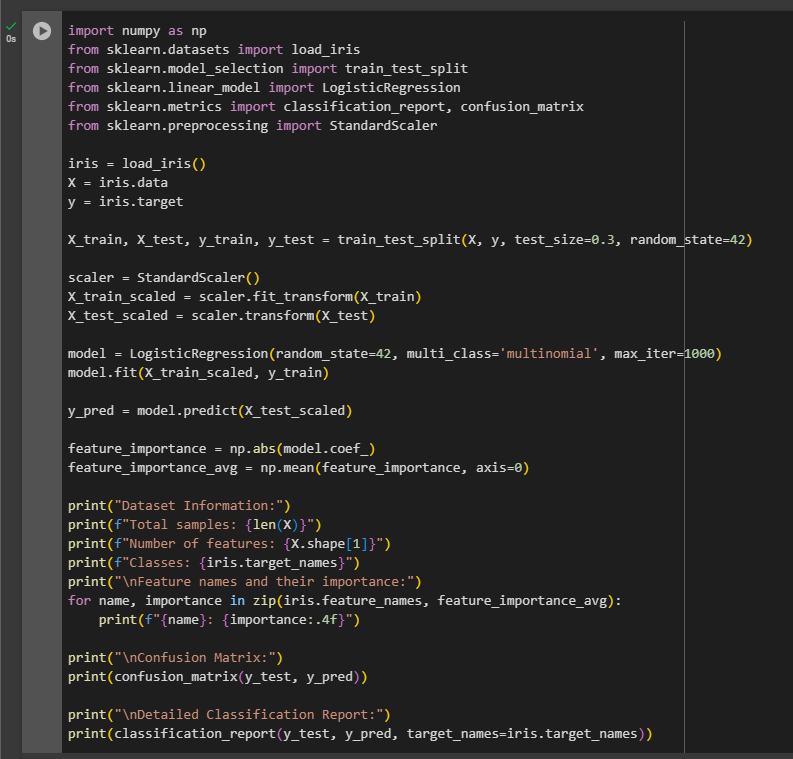 0s
import numpy as np
from sklearn.datasets import load_iris
from sklearn.model_selection import train_test_split
from sklearn.linear_model import LogisticRegression
from sklearn.metrics import classification_report, confusion_matrix
from sklearn.preprocessing import StandardScaler

iris = load_iris()
X = iris.data
y = iris.target

X_train, X_test, y_train, y_test = train_test_split(X, y, test_size=0.3, random_state=42)

scaler = StandardScaler()
X_train_scaled = scaler.fit_transform(X_train)
X_test_scaled = scaler.transform(X_test)

model = LogisticRegression(random_state=42, multi_class='multinomial', max_iter=1000)
model.fit(X_train_scaled, y_train)

y_pred = model.predict(X_test_scaled)

feature_importance = np.abs(model.coef_)
feature_importance_avg = np.mean(feature_importance, axis=0)

print("Dataset Information:")
print(f"Total samples: {len(X)}")
print(f"Number of features: {X.shape[1]}")
print(f"Classes: {iris.target_names}")
print("\nFeature names and their importance:")
for name, importance in zip(iris.feature_names, feature_importance_avg):
    print(f"{name}: {importance:.4f}")

print("\nConfusion Matrix:")
print(confusion_matrix(y_test, y_pred))

print("\nDetailed Classification Report:")
print(classification_report(y_test, y_pred, target_names=iris.target_names))